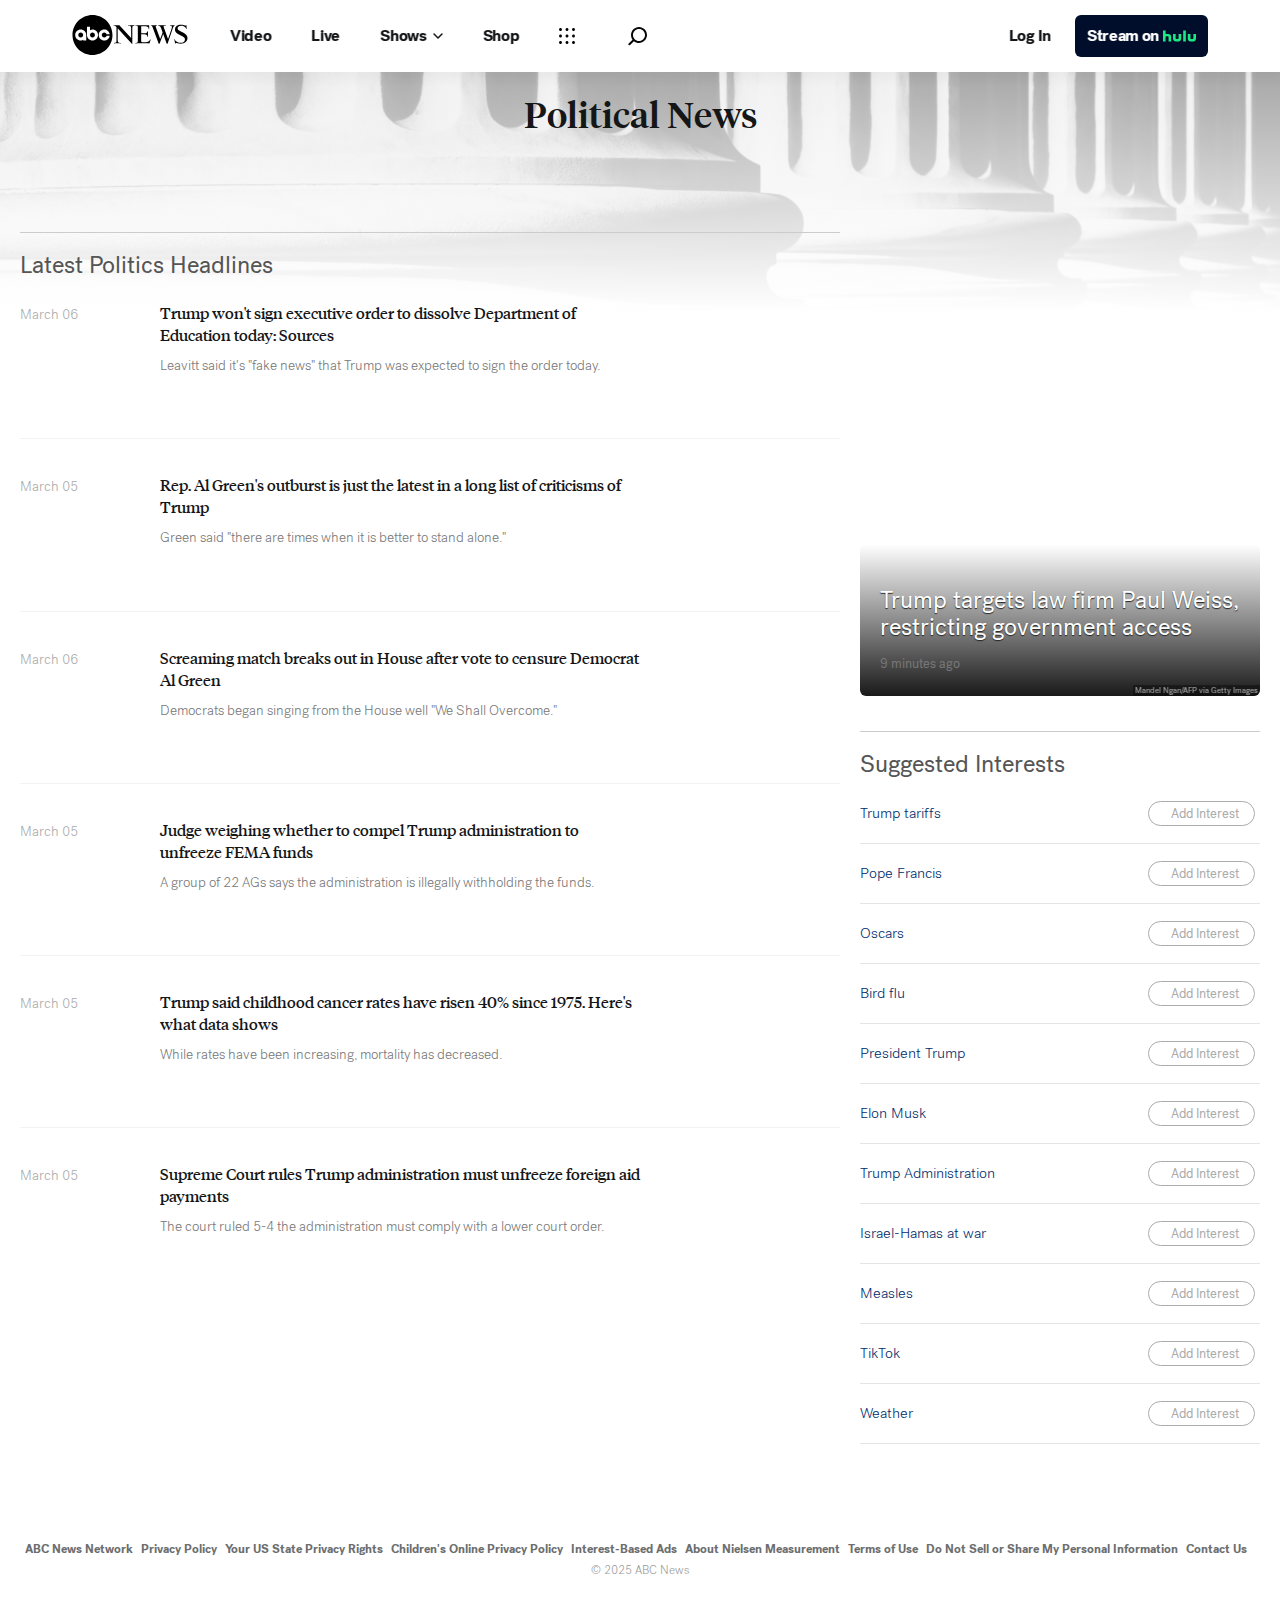 abc NEWS Video Live Shows Shop Log In Stream on hulu
Political News
Latest Politics Headlines
March 06
Trump won't sign executive order to dissolve Department of
Education today: Sources
Leavitt said it's "fake news" that Trump was expected to sign the order today.
March 05
Rep. Al Green's outburst is just the latest in a long list of criticisms of
Trump
Green said "there are times when it is better to stand alone."
March 06
Screaming match breaks out in House after vote to censure Democrat
Al Green
Democrats began singing from the House well "We Shall Overcome."
March 05
Judge weighing whether to compel Trump administration to
unfreeze FEMA funds
A group of 22 AGs says the administration is illegally withholding the funds.
March 05
Trump said childhood cancer rates have risen 40% since 1975. Here's
what data shows
While rates have been increasing, mortality has decreased.
March 05
Supreme Court rules Trump administration must unfreeze foreign aid
payments
The court ruled 5-4 the administration must comply with a lower court order.
Trump targets law firm Paul Weiss,
restricting government access
9 minutes ago
Mandel Ngan/AFP via Getty Images
Suggested Interests
Trump tariffs Add Interest
Pope Francis Add Interest
Oscars Add Interest
Bird flu Add Interest
President Trump Add Interest
Elon Musk Add Interest
Trump Administration Add Interest
Israel-Hamas at war Add Interest
Measles Add Interest
TikTok Add Interest
Weather Add Interest
ABC News Network Privacy Policy Your US State Privacy Rights Children's Online Privacy Policy Interest-Based Ads About Nielsen Measurement Terms of Use Do Not Sell or Share My Personal Information Contact Us
© 2025 ABC News